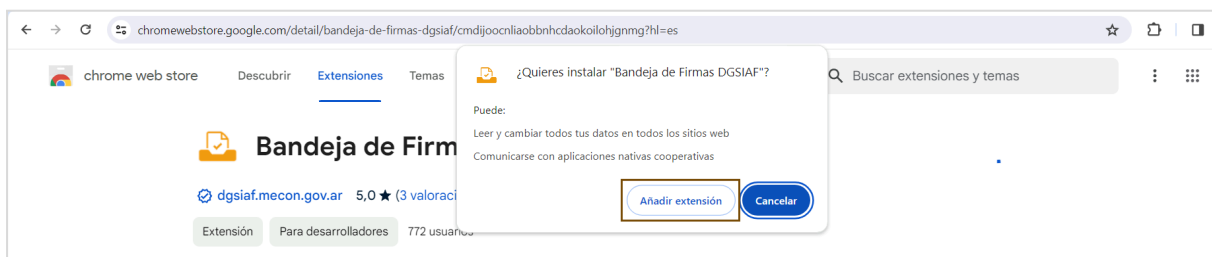 chromewebstore.google.com/detail/bandeja-de-firmas-dgsiaf/cmdijoocnliaobbnhcdaokoilohjgnmg?hl=es
chrome web store Descubrir Extensiones Temas
¿Quieres instalar "Bandeja de Firmas DGSIAF"?
Buscar extensiones y temas
Puede:
Leer y cambiar todos tus datos en todos los sitios web
Comunicarse con aplicaciones nativas cooperativas
Añadir extensión Cancelar
Bandeja de Firm
dgsiaf.mecon.gov.ar 5,0 ★ (3 valoraci
Extensión Para desarrolladores 772 usuarios